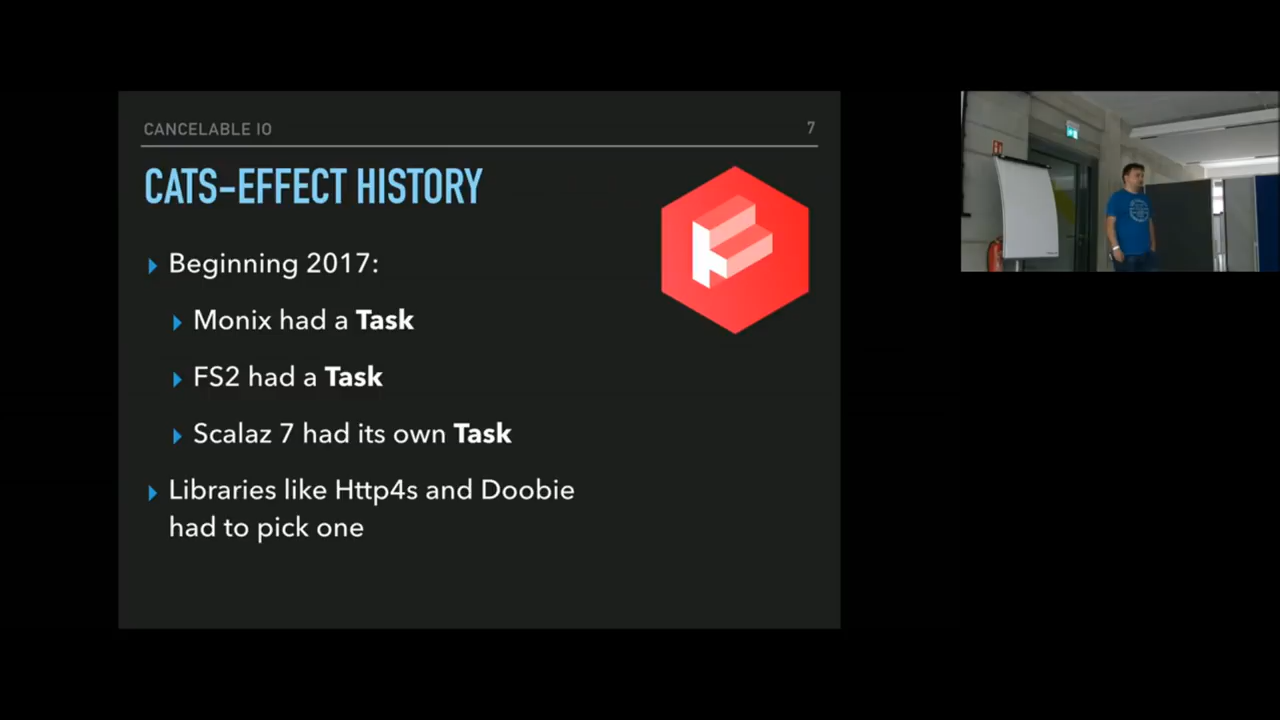 CANCELABLE IO 7
CATS-EFFECT HISTORY
Beginning 2017:
Monix had a Task
FS2 had a Task
Scalaz 7 had its own Task
Libraries like Http4s and Doobie
had to pick one